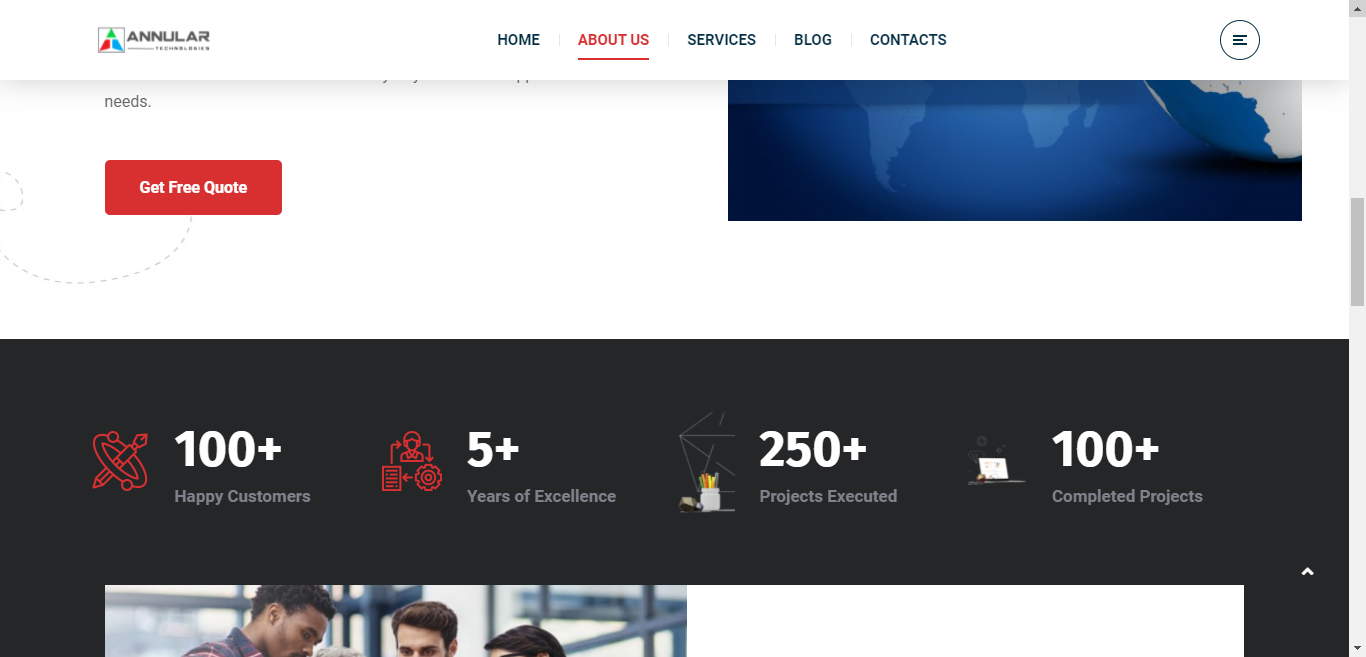 ANNULAR
TECHNOLOGIES
HOME
ABOUT US
SERVICES
BLOG
CONTACTS
needs.
Get Free Quote
100+
Happy Customers
5+
Years of Excellence
250+
Projects Executed
100+
Completed Projects